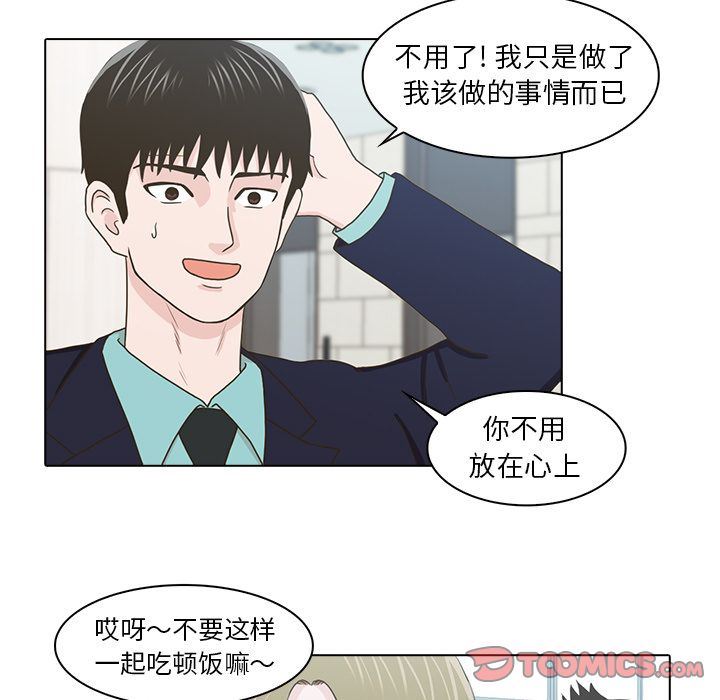 不用了! 我只是做了
我该做的事情而已
你不用
放在心上
哎呀～不要这样
一起吃顿饭嘛～
TOOMICS.COM